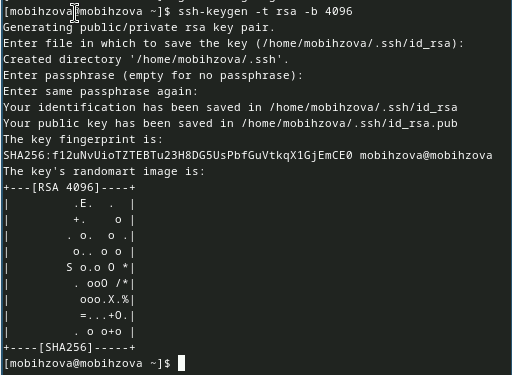 [mobihzova@mobihzova ~]$ ssh-keygen -t rsa -b 4096
Generating public/private rsa key pair.
Enter file in which to save the key (/home/mobihzova/.ssh/id_rsa):
Created directory '/home/mobihzova/.ssh'.
Enter passphrase (empty for no passphrase):
Enter same passphrase again:
Your identification has been saved in /home/mobihzova/.ssh/id_rsa
Your public key has been saved in /home/mobihzova/.ssh/id_rsa.pub
The key fingerprint is:
SHA256:f12uNvUioTZTEBTu23H8DG5UsPbfGuVtkqX1GjEmCE0 mobihzova@mobihzova
The key's randomart image is:
+---[RSA 4096]----+
|         .E.  .  |
|         +.    o |
|        . o.  o .|
|         o.. o o |
|        S o.o O *|
|         . ooO /*|
|          ooo.X.%|
|          =...+O.|
|         . o o+o |
+----[SHA256]-----+
[mobihzova@mobihzova ~]$